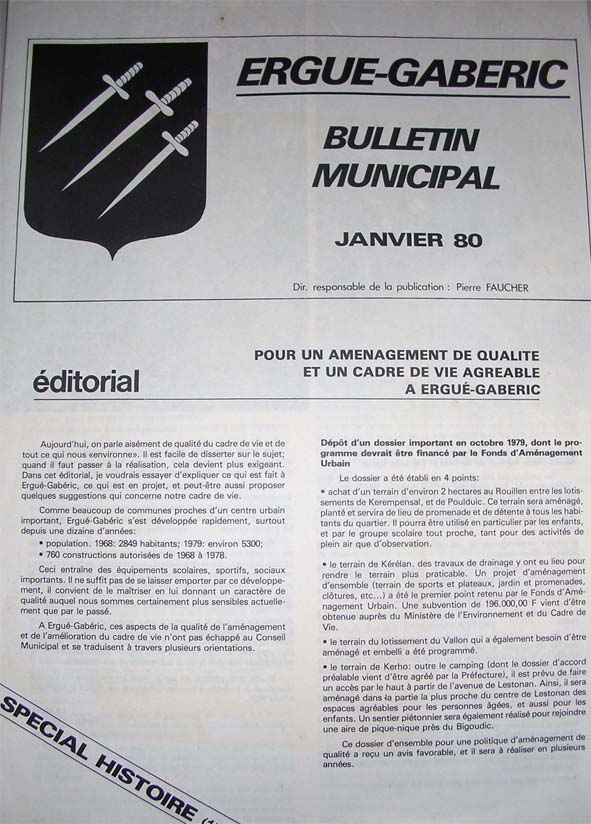 ERGUE-GABERIC
BULLETIN
MUNICIPAL
JANVIER 80
Dir. responsable de la publication : Pierre FAUCHER
éditorial
POUR UN AMENAGEMENT DE QUALITE
ET UN CADRE DE VIE AGREABLE
A ERGUÉ-GABERIC
Aujourd'hui, on parle aisément de qualité du cadre de vie et de
tout ce qui nous «environne». Il est facile de disserter sur le sujet;
quand il faut passer à la réalisation, cela devient plus exigeant.
Dans cet éditorial, je voudrais essayer d'expliquer ce qui est fait à
Ergué-Gabéric, ce qui est en projet, et peut-être aussi proposer
quelques suggestions qui concerne notre cadre de vie.
Comme beaucoup de communes proches d'un centre urbain
important, Ergué-Gabéric s'est développée rapidement, surtout
depuis une dizaine d'années:
• population. 1968: 2849 habitants; 1979: environ 5300;
• 760 constructions autorisées de 1968 à 1978.
Ceci entraîne des équipements scolaires, sportifs, sociaux
importants. Il ne suffit pas de se laisser emporter par ce développe-
ment, il convient de le maîtriser en lui donnant un caractère de
qualité auquel nous sommes certainement plus sensibles actuelle-
ment que par le passé.
A Ergué-Gabéric, ces aspects de la qualité de l'aménagement
et de l'amélioration du cadre de vie n'ont pas échappé au Conseil
Municipal et se traduisent à travers plusieurs orientations.
Dépôt d'un dossier important en octobre 1979, dont le pro-
gramme devrait être financé par le Fonds d'Aménagement
Urbain
Le dossier a été établi en 4 points:
• achat d'un terrain d'environ 2 hectares au Rouillen entre les lotis-
sements de Kerempensal, et de Poulduic. Ce terrain sera aménagé,
planté et servira de lieu de promenade et de détente à tous les habi-
tants du quartier. Il pourra être utilisé en particulier par les enfants,
et par le groupe scolaire tout proche, tant pour des activités de
plein air que d'observation.
• le terrain de Kérélan. des travaux de drainage y ont eu lieu pour
rendre le terrain plus praticable. Un projet d'aménagement
d'ensemble (terrain de sports et plateaux, jardin et promenades,
clôtures, etc...) a été le premier point retenu par le Fonds d'Amé-
nagement Urbain. Une subvention de 196.000,00 F vient d'être
obtenue auprès du Ministère de l'Environnement et du Cadre de
Vie.
• le terrain du lotissement du Vallon qui a également besoin d'être
aménagé et embelli a été programmé.
• le terrain de Kerho: outre le camping (dont le dossier d'accord
préalable vient d'être agréé par la Préfecture), il est prévu de faire
un accès par le haut à partir de l'avenue de Lestonan. Ainsi, il sera
aménagé dans la partie la plus proche du centre de Lestonan des
espaces agréables pour les personnes âgées, et aussi pour les
enfants. Un sentier piétonnier sera également réalisé pour rejoindre
une aire de pique-nique près du Bigoudic.
Ce dossier d'ensemble pour une politique d'aménagement de
qualité a reçu un avis favorable, et il sera à réaliser en plusieurs
années.
SPECIAL HISTOIRE